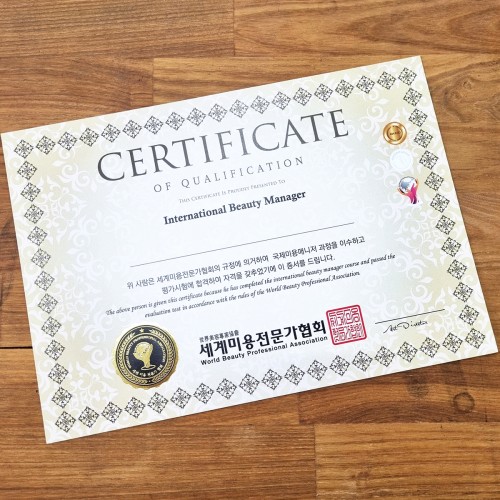 CERTIFICATE
OF QUALIFICATION
THIS CERTIFICATE IS PROUDLY PRESENTED TO
International Beauty Manager
위 사람은 세계미용전문가협회의 규정에 의거하며 국제미용매니저 과정을 이수하고
평가시험에 합격하며 자격을 갖추었기에 이 증서를 드립니다.
The above person is given this certificate because he has completed the international beauty manager course and passed the
evaluation test in accordance with the rules of the World Beauty Professional Association.
세계미용전문가협회
World Beauty Professional Association